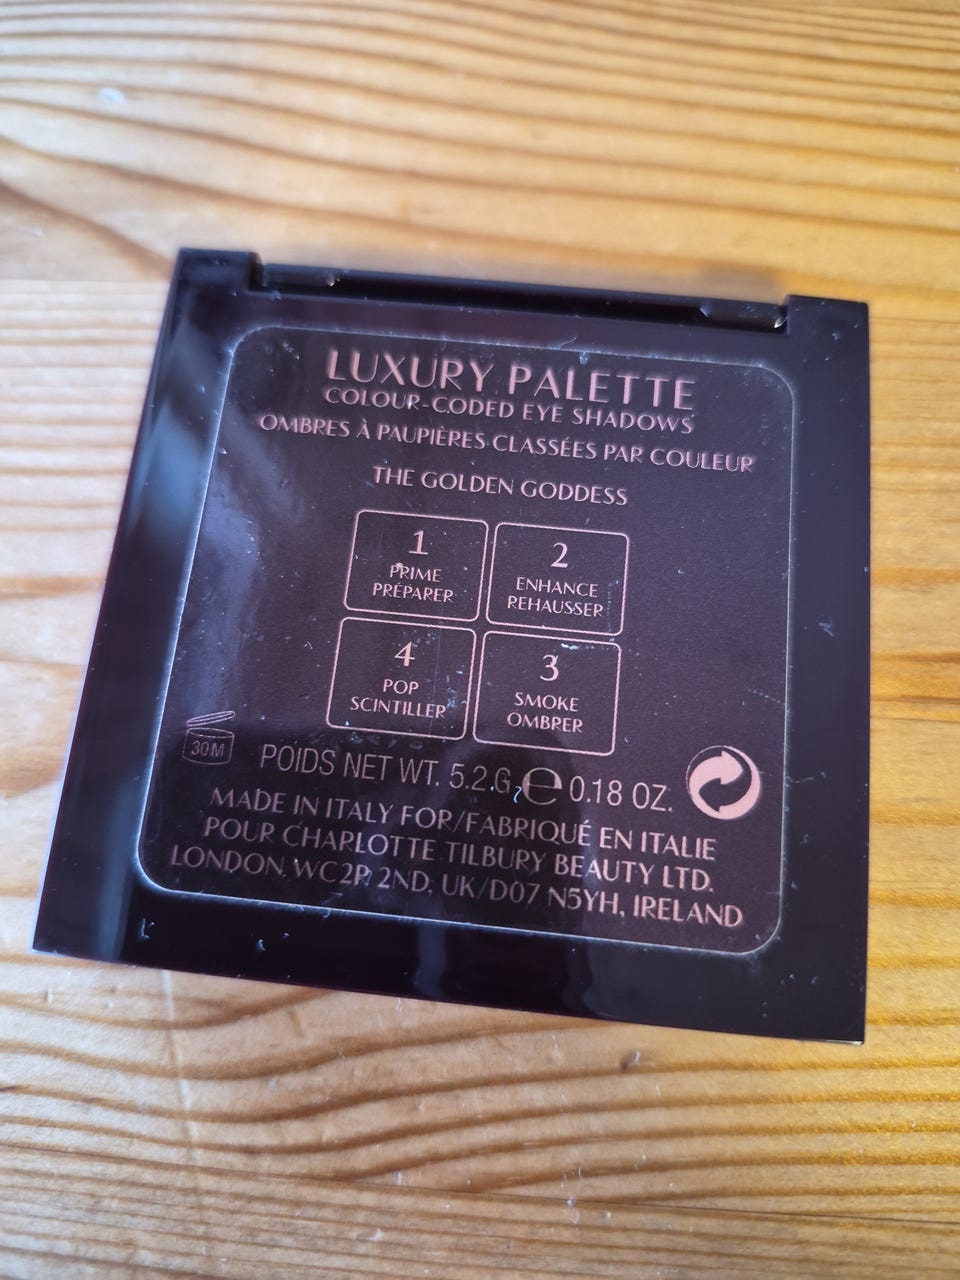 LUXURY PALETTE
COLOUR-CODED EYE SHADOWS
OMBRES À PAUPIÈRES CLASSÉES PAR COULEUR
THE GOLDEN GODDESS
1
PRIME
PRÉPARER
2
ENHANCE
REHAUSSER
4
POP
SCINTILLER
3
SMOKE
OMBRER
30M
POIDS NET WT. 5.2 G ℮ 0.18 OZ.
MADE IN ITALY FOR/FABRIQUÉ EN ITALIE
POUR CHARLOTTE TILBURY BEAUTY LTD.
LONDON WC2R 2ND, UK/D07 N5YH, IRELAND